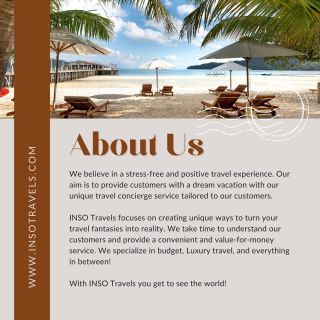 About Us
We believe in a stress-free and positive travel experience. Our
aim is to provide customers with a dream vacation with our
unique travel concierge service tailored to our customers.
INSO Travels focuses on creating unique ways to turn your
travel fantasies into reality. We take time to understand our
customers and provide a convenient and value-for-money
service. We specialize in budget, Luxury travel, and everything
in between!
With INSO Travels you get to see the world!
WWW.INSOTRAVELS.COM